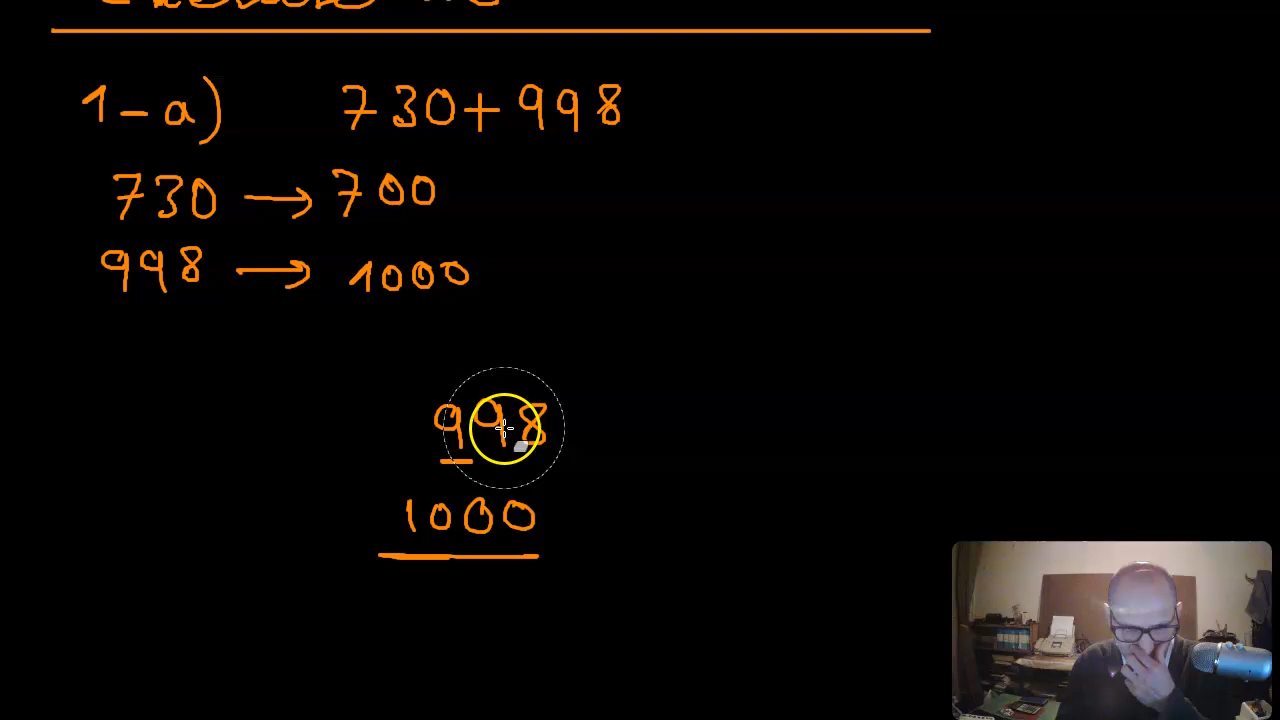 1-a) 730+998
730 → 700
998 → 1000
998
1000